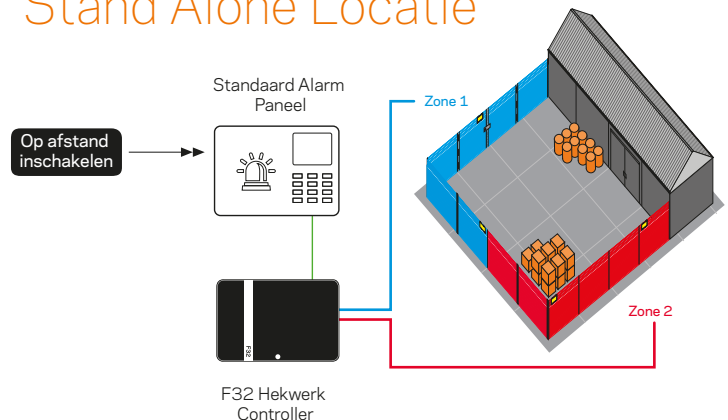 Stand Alone Locatie
Standaard Alarm
Paneel
Zone 1
Op afstand
inschakelen
F32
Zone 2
F32 Hekwerk
Controller